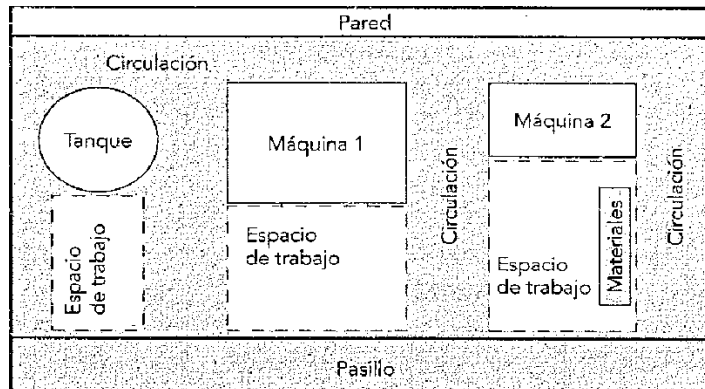 Pared
Circulación
Tanque
Máquina 1
Máquina 2
Circulación
Circulación
Espacio
de trabajo
Espacio
de trabajo
Espacio
de trabajo
Materiales
Pasillo